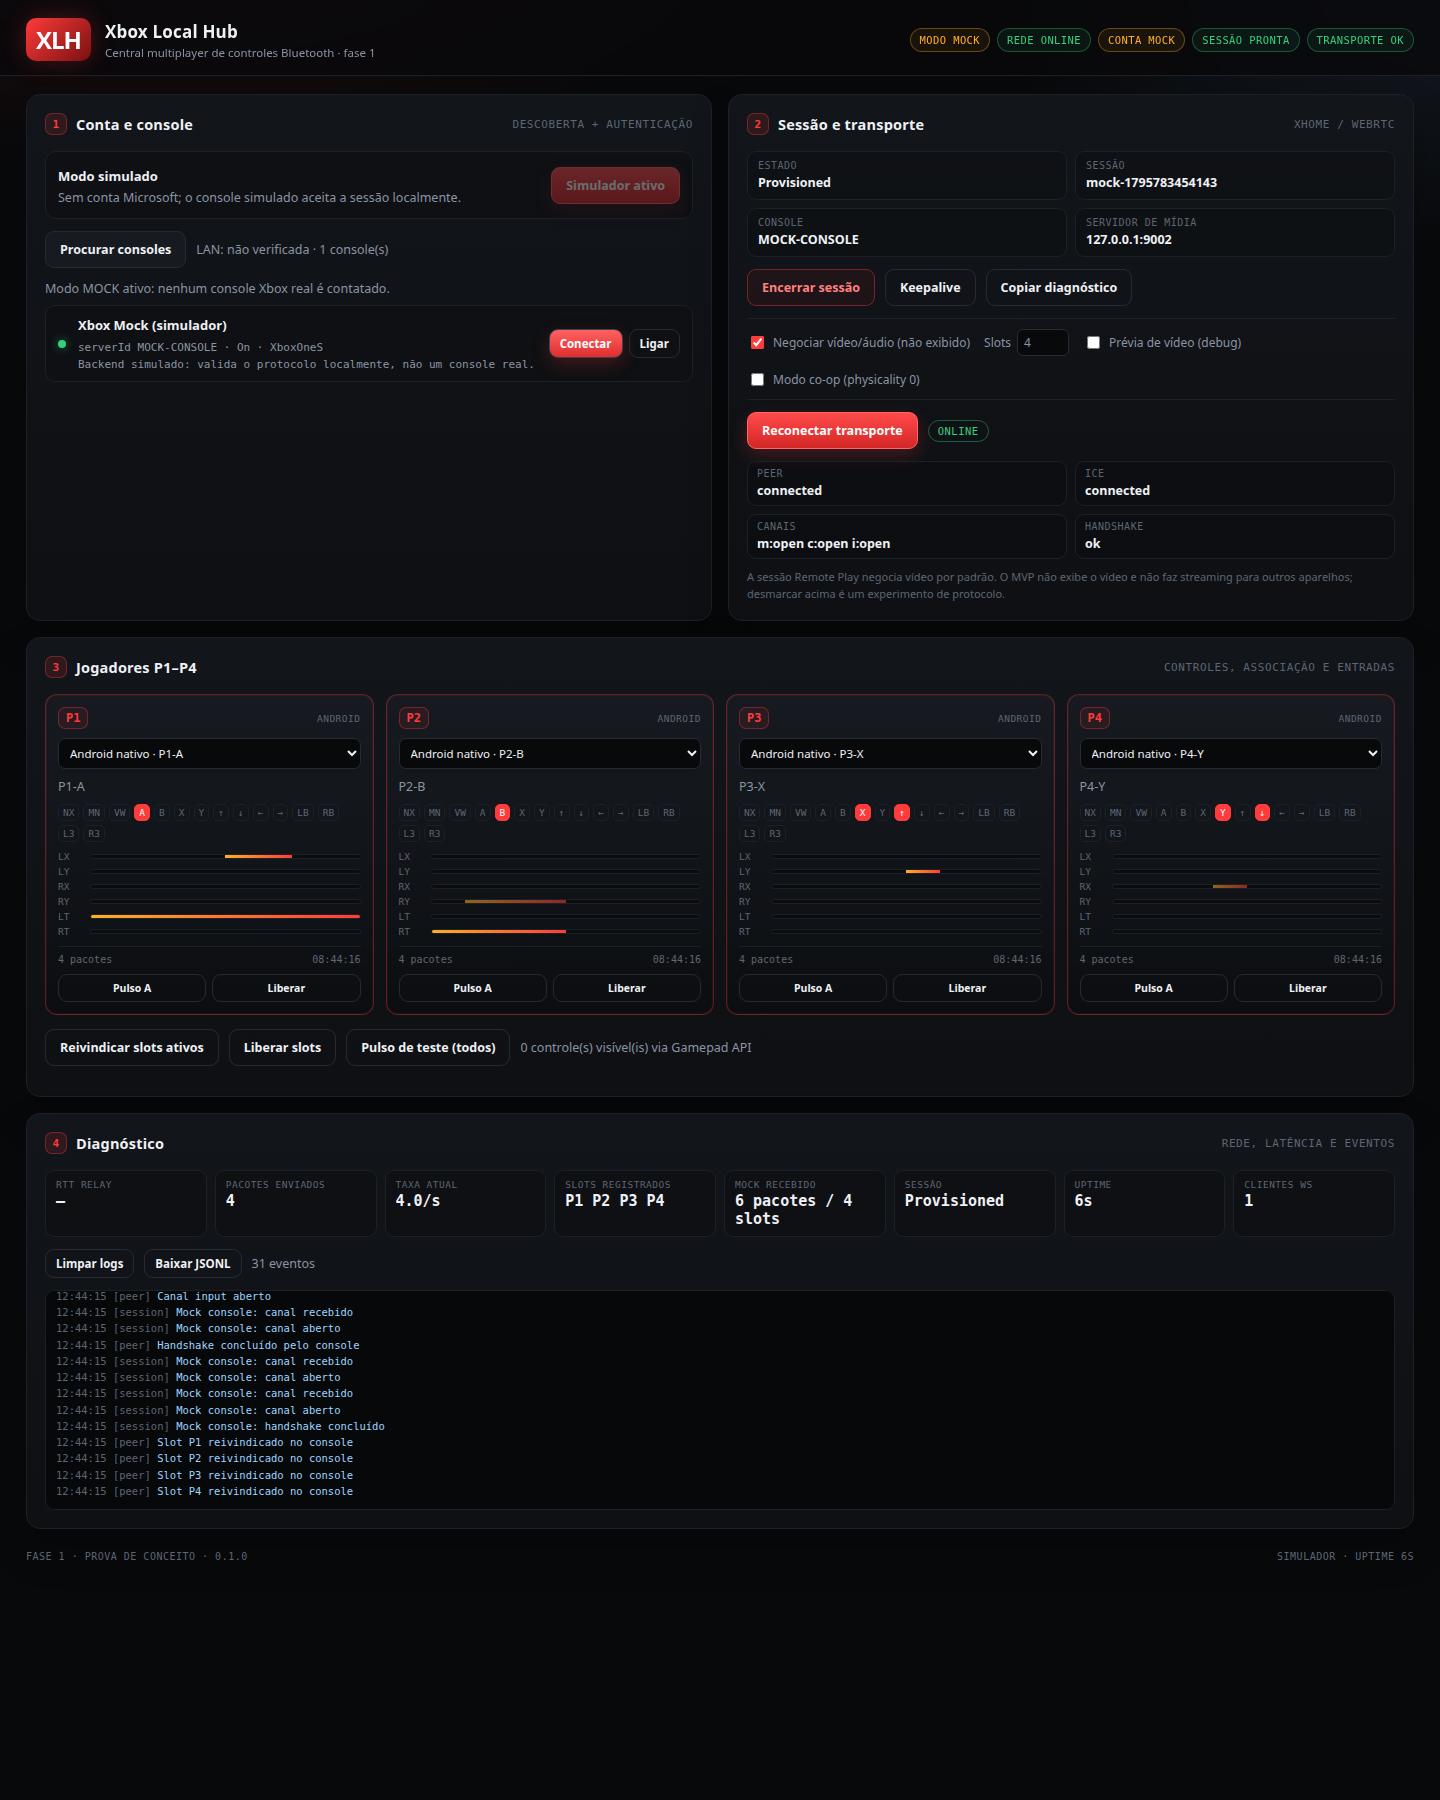 XLH
Xbox Local Hub
Central multiplayer de controles Bluetooth · fase 1
MODO MOCK
REDE ONLINE
CONTA MOCK
SESSÃO PRONTA
TRANSPORTE OK
1 Conta e console
DESCOBERTA + AUTENTICAÇÃO
Modo simulado
Sem conta Microsoft; o console simulado aceita a sessão localmente.
Simulador ativo
Procurar consoles
LAN: não verificada · 1 console(s)
Modo MOCK ativo: nenhum console Xbox real é contatado.
Xbox Mock (simulador)
serverId MOCK-CONSOLE · On · XboxOneS
Backend simulado: valida o protocolo localmente, não um console real.
Conectar
Ligar
2 Sessão e transporte
XHOME / WEBRTC
ESTADO
Provisioned
SESSÃO
mock-1795783454143
CONSOLE
MOCK-CONSOLE
SERVIDOR DE MÍDIA
127.0.0.1:9002
Encerrar sessão
Keepalive
Copiar diagnóstico
Negociar vídeo/áudio (não exibido)
Slots 4
Prévia de vídeo (debug)
Modo co-op (physicality 0)
Reconectar transporte
ONLINE
PEER
connected
ICE
connected
CANAIS
m:open c:open i:open
HANDSHAKE
ok
A sessão Remote Play negocia vídeo por padrão. O MVP não exibe o vídeo e não faz streaming para outros aparelhos;
desmarcar acima é um experimento de protocolo.
3 Jogadores P1–P4
CONTROLES, ASSOCIAÇÃO E ENTRADAS
P1
ANDROID
Android nativo · P1-A
P1-A
NX MN VW A B X Y ↑ ↓ ← → LB RB
L3 R3
LX
LY
RX
RY
LT
RT
4 pacotes
08:44:16
Pulso A
Liberar
P2
ANDROID
Android nativo · P2-B
P2-B
NX MN VW A B X Y ↑ ↓ ← → LB RB
L3 R3
LX
LY
RX
RY
LT
RT
4 pacotes
08:44:16
Pulso A
Liberar
P3
ANDROID
Android nativo · P3-X
P3-X
NX MN VW A B X Y ↑ ↓ ← → LB RB
L3 R3
LX
LY
RX
RY
LT
RT
4 pacotes
08:44:16
Pulso A
Liberar
P4
ANDROID
Android nativo · P4-Y
P4-Y
NX MN VW A B X Y ↑ ↓ ← → LB RB
L3 R3
LX
LY
RX
RY
LT
RT
4 pacotes
08:44:16
Pulso A
Liberar
Reivindicar slots ativos
Liberar slots
Pulso de teste (todos)
0 controle(s) visível(is) via Gamepad API
4 Diagnóstico
REDE, LATÊNCIA E EVENTOS
RTT RELAY
—
PACOTES ENVIADOS
4
TAXA ATUAL
4.0/s
SLOTS REGISTRADOS
P1 P2 P3 P4
MOCK RECEBIDO
6 pacotes / 4
slots
SESSÃO
Provisioned
UPTIME
6s
CLIENTES WS
1
Limpar logs
Baixar JSONL
31 eventos
12:44:15 [peer] Canal input aberto
12:44:15 [session] Mock console: canal recebido
12:44:15 [session] Mock console: canal aberto
12:44:15 [peer] Handshake concluído pelo console
12:44:15 [session] Mock console: canal recebido
12:44:15 [session] Mock console: canal aberto
12:44:15 [session] Mock console: canal recebido
12:44:15 [session] Mock console: canal aberto
12:44:15 [session] Mock console: handshake concluído
12:44:15 [peer] Slot P1 reivindicado no console
12:44:15 [peer] Slot P2 reivindicado no console
12:44:15 [peer] Slot P3 reivindicado no console
12:44:15 [peer] Slot P4 reivindicado no console
FASE 1 · PROVA DE CONCEITO · 0.1.0
SIMULADOR · UPTIME 6S